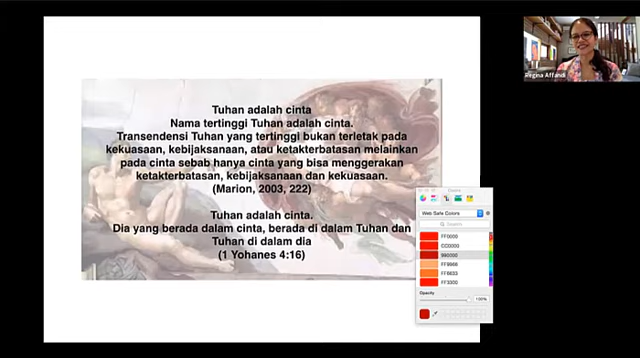 Tuhan adalah cinta
Nama tertinggi Tuhan adalah cinta.
Transendensi Tuhan yang tertinggi bukan terletak pada
kekuasaan, kebijaksanaan, atau ketakterbatasan melainkan
pada cinta sebab hanya cinta yang bisa menggerakan
ketakterbatasan, kebijaksanaan dan kekuasaan.
(Marion, 2003, 222)
Tuhan adalah cinta.
Dia yang berada dalam cinta, berada di dalam Tuhan dan
Tuhan di dalam dia
(1 Yohanes 4:16)
Regina Affandi
Colors
Web Safe Colors
Search
FF0000
CC0000
990000
FF9966
FF6633
FF3300
Opacity
100%